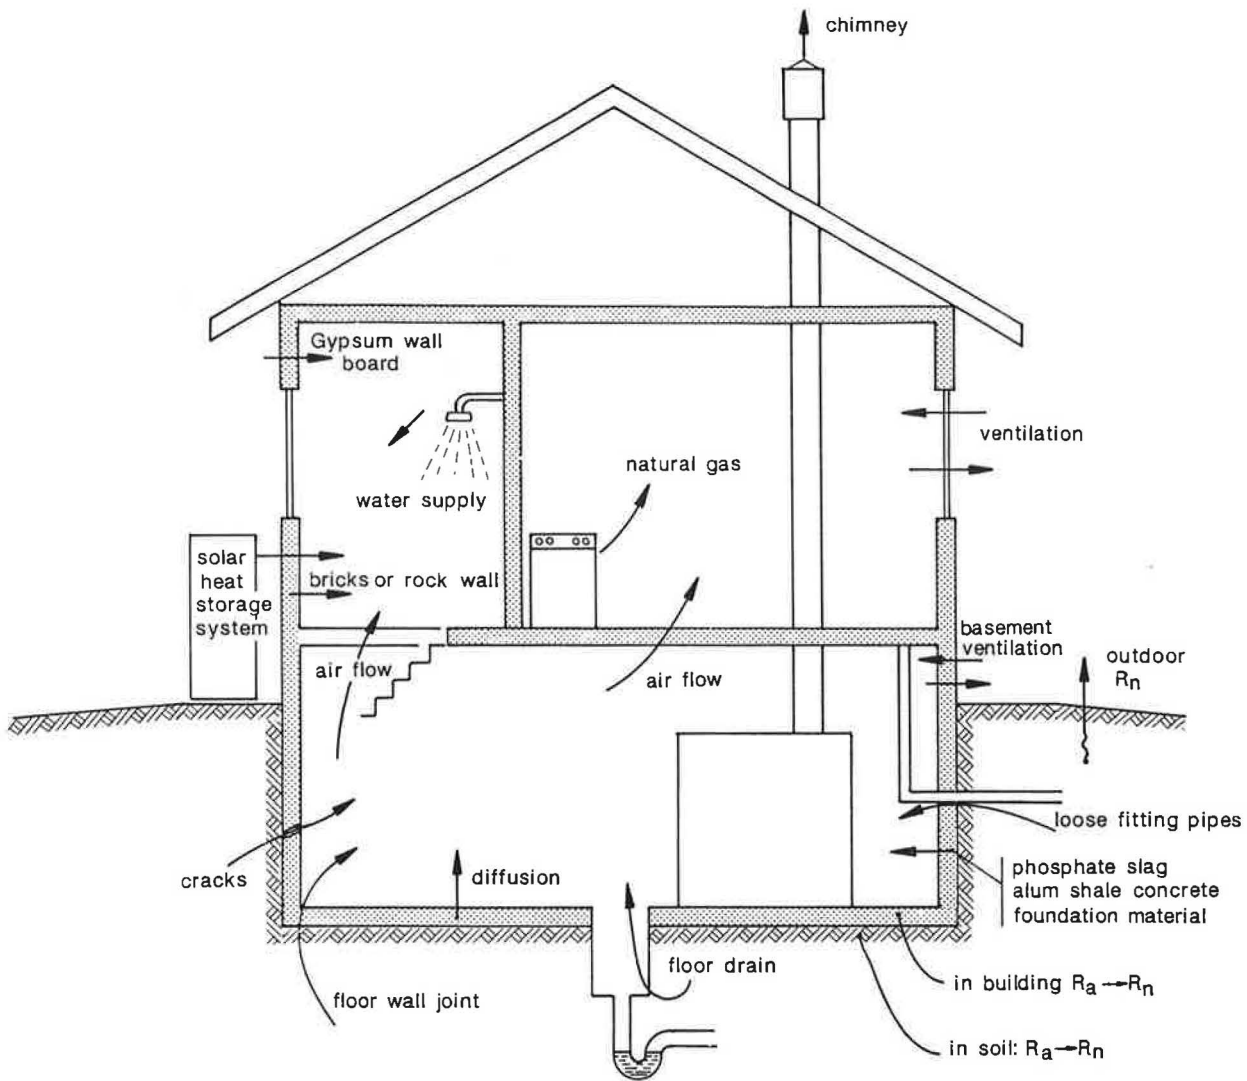 chimney
Gypsum wall
board
ventilation
natural gas
water supply
solar
heat
storage
system
bricks or rock wall
basement
ventilation
outdoor
Rn
air flow
air flow
loose fitting pipes
cracks
diffusion
phosphate slag
alum shale concrete
foundation material
floor drain
in building Ra→Rn
floor wall joint
in soil: Ra→Rn